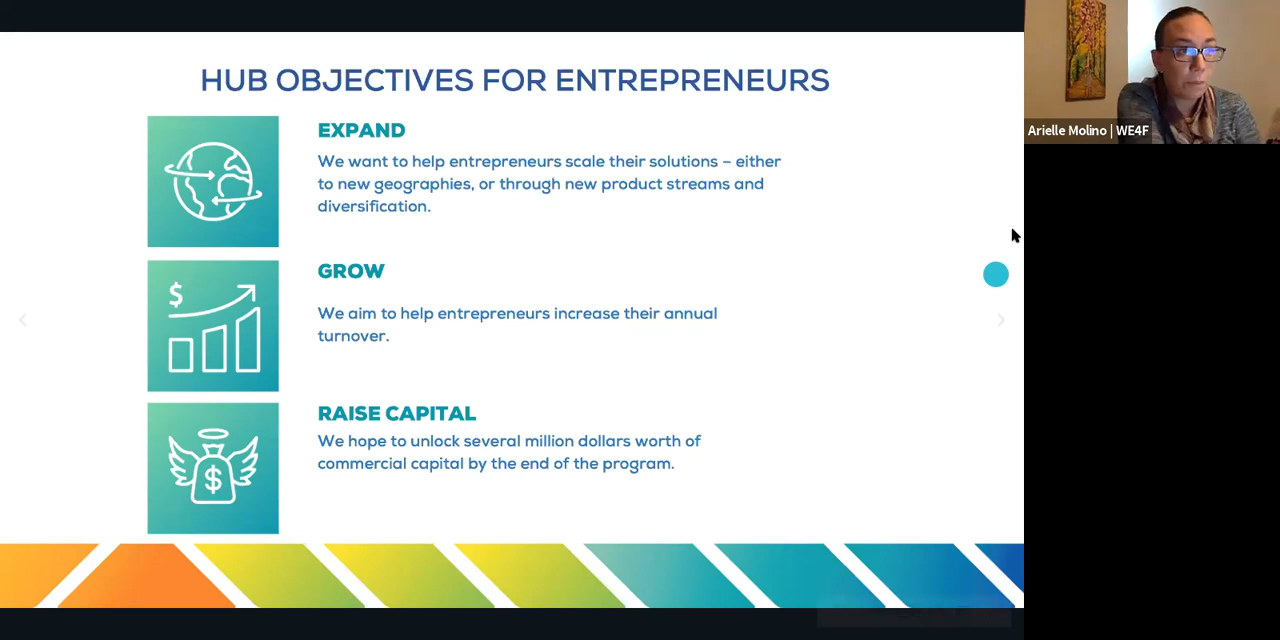 HUB OBJECTIVES FOR ENTREPRENEURS
EXPAND
We want to help entrepreneurs scale their solutions – either
to new geographies, or through new product streams and
diversification.
$
GROW
We aim to help entrepreneurs increase their annual
turnover.
$
RAISE CAPITAL
We hope to unlock several million dollars worth of
commercial capital by the end of the program.
Arielle Molino | WE4F